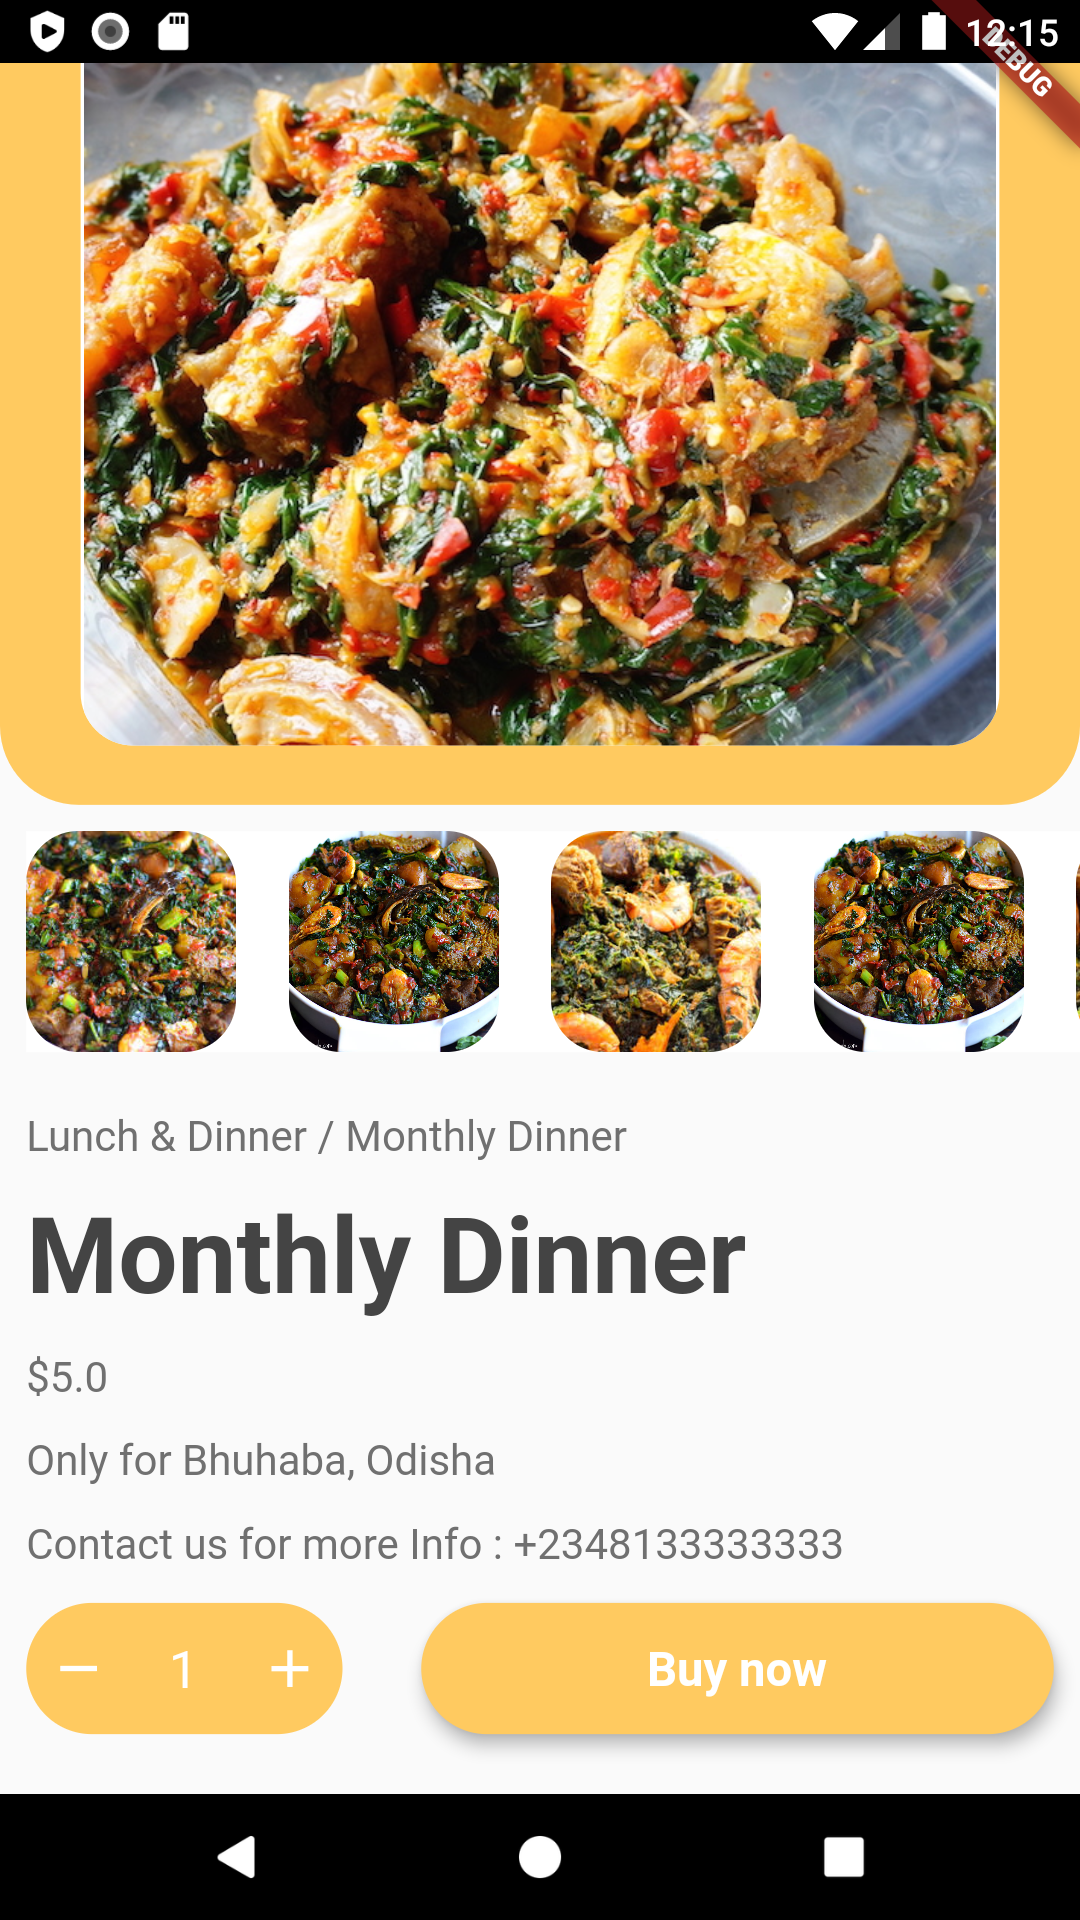 12:15
DEBUG
Lunch & Dinner / Monthly Dinner
Monthly Dinner
$5.0
Only for Bhuhaba, Odisha
Contact us for more Info : +2348133333333
1
Buy now